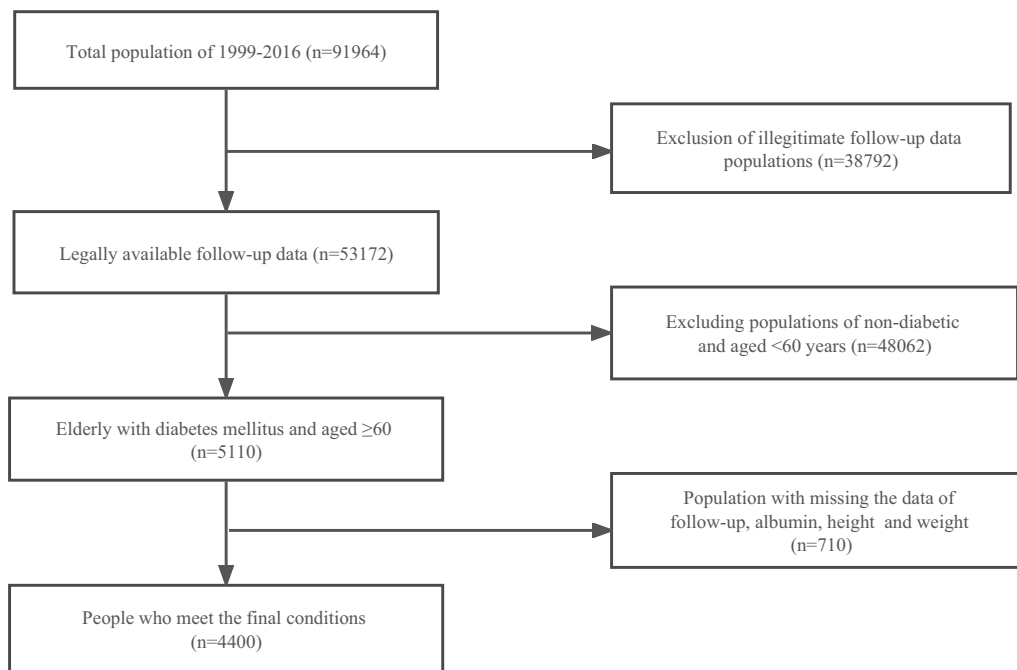 Total population of 1999-2016 (n=91964)
Exclusion of illegitimate follow-up data
populations (n=38792)
Legally available follow-up data (n=53172)
Excluding populations of non-diabetic
and aged <60 years (n=48062)
Elderly with diabetes mellitus and aged ≥60
(n=5110)
Population with missing the data of
follow-up, albumin, height and weight
(n=710)
People who meet the final conditions
(n=4400)